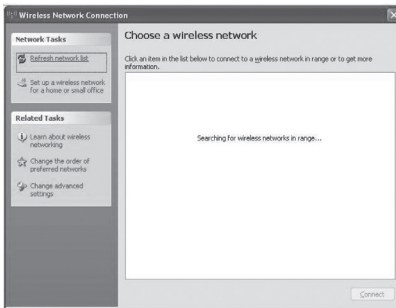 Wireless Network Connection
Network Tasks
Refresh network list
Set up a wireless network
for a home or small office
Related Tasks
Learn about wireless
networking
Change the order of
preferred networks
Change advanced
settings
Choose a wireless network
Click an item in the list below to connect to a wireless network in range or to get more
information.
Searching for wireless networks in range...
Connect